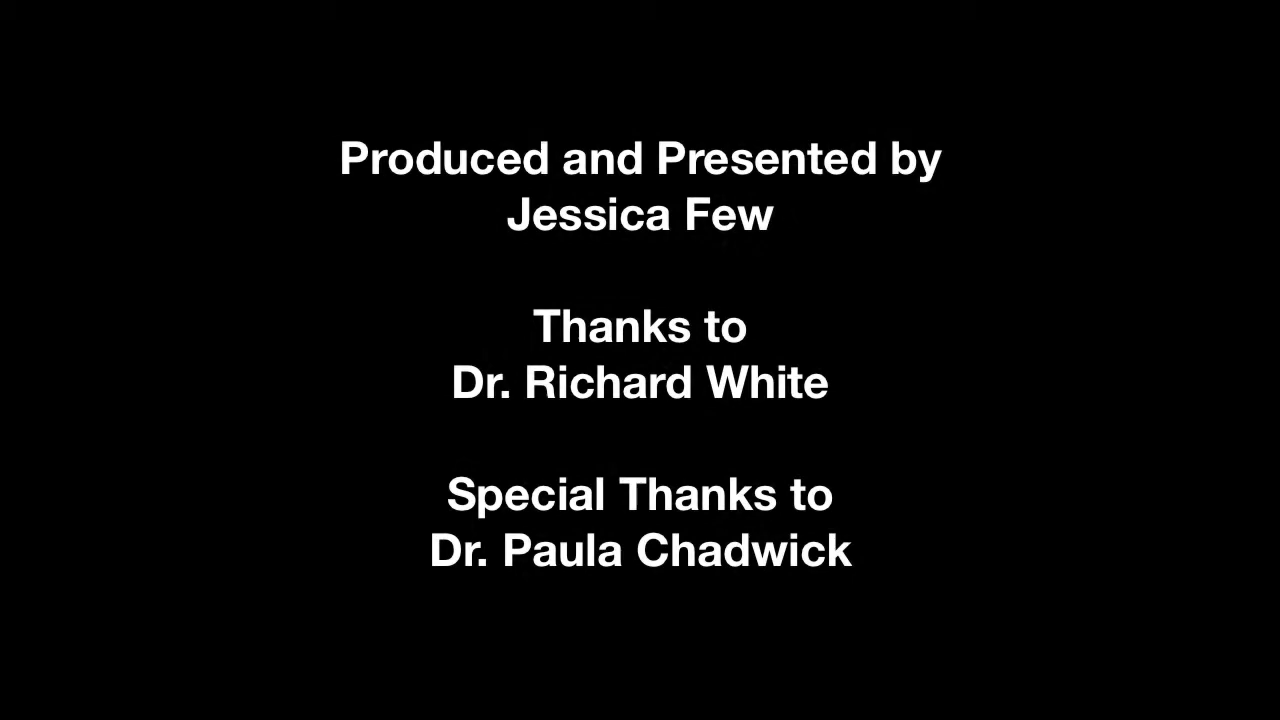 Produced and Presented by
Jessica Few
Thanks to
Dr. Richard White
Special Thanks to
Dr. Paula Chadwick